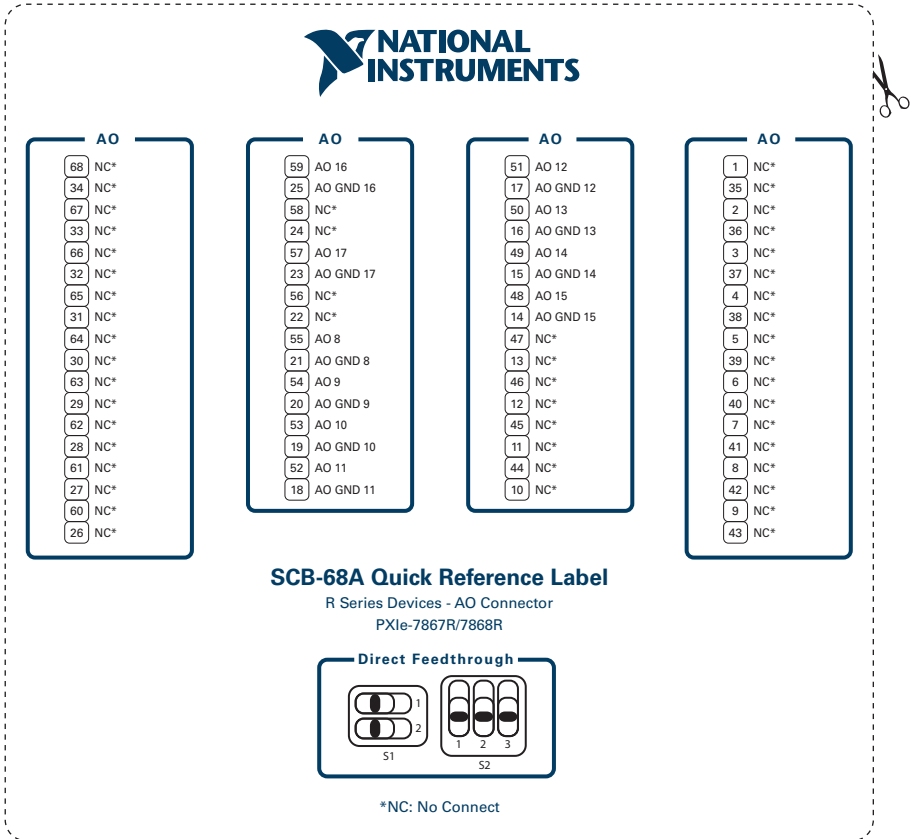 NATIONAL
INSTRUMENTS
AO
68 NC*
34 NC*
67 NC*
33 NC*
66 NC*
32 NC*
65 NC*
31 NC*
64 NC*
30 NC*
63 NC*
29 NC*
62 NC*
28 NC*
61 NC*
27 NC*
60 NC*
26 NC*
AO
59 AO 16
25 AO GND 16
58 NC*
24 NC*
57 AO 17
23 AO GND 17
56 NC*
22 NC*
55 AO 8
21 AO GND 8
54 AO 9
20 AO GND 9
53 AO 10
19 AO GND 10
52 AO 11
18 AO GND 11
AO
51 AO 12
17 AO GND 12
50 AO 13
16 AO GND 13
49 AO 14
15 AO GND 14
48 AO 15
14 AO GND 15
47 NC*
13 NC*
46 NC*
12 NC*
45 NC*
11 NC*
44 NC*
10 NC*
AO
1 NC*
35 NC*
2 NC*
36 NC*
3 NC*
37 NC*
4 NC*
38 NC*
5 NC*
39 NC*
6 NC*
40 NC*
7 NC*
41 NC*
8 NC*
42 NC*
9 NC*
43 NC*
SCB-68A Quick Reference Label
R Series Devices - AO Connector
PXIe-7867R/7868R
Direct Feedthrough
1
2
S1
1 2 3
S2
*NC: No Connect